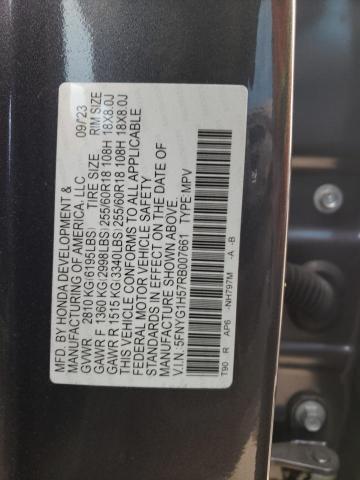 MFD. BY HONDA DEVELOPMENT & 09/23
MANUFACTURING OF AMERICA, LLC
GVWR 2810 KG(6195LBS) TIRE SIZE RIM SIZE
GAWR F 1360 KG(2998LBS) 255/60R18 108H 18X8.0J
GAWR R 1515 KG(3340LBS) 255/60R18 108H 18X8.0J
THIS VEHICLE CONFORMS TO ALL APPLICABLE
FEDERAL MOTOR VEHICLE SAFETY
STANDARDS IN EFFECT ON THE DATE OF
MANUFACTURE SHOWN ABOVE.
V.I.N.: 5FNYG1H57RB007661 TYPE: MPV
T90 R AP6 -NH797M -A -B